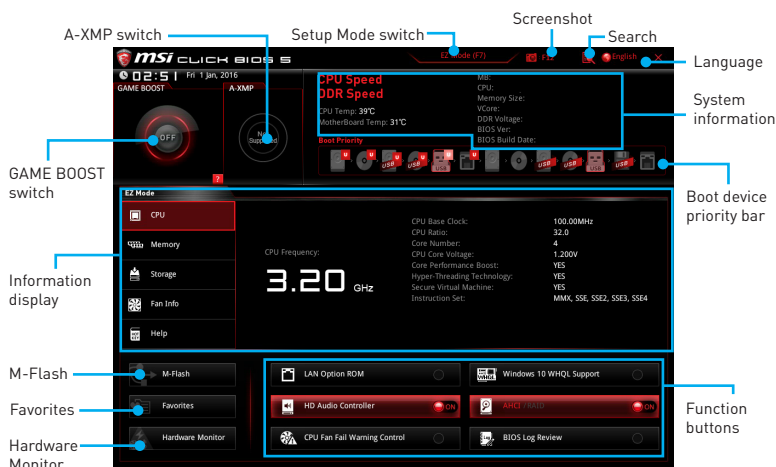 A-XMP switch
Setup Mode switch
Screenshot
Search
Language
System
information
Boot device
priority bar
Function
buttons
GAME BOOST
switch
Information
display
M-Flash
Favorites
Hardware
Monitor
msi CLICK BIOS 5
EZ Mode (F7)
F12
English
X
02:51 Fri 1 Jan, 2016
GAME BOOST
A-XMP
OFF
?
CPU Speed
DDR Speed
CPU Temp: 39°C
MotherBoard Temp: 31°C
MB:
CPU:
Memory Size:
VCore:
DDR Voltage:
BIOS Ver:
BIOS Build Date:
Boot Priority
U U U U U U
USB USB USB USB USB USB USB
EZ Mode
CPU
Memory
Storage
Fan Info
Help
CPU Frequency:
3.20 GHz
CPU Base Clock: 100.00MHz
CPU Ratio: 32.0
Core Number: 4
CPU Core Voltage: 1.200V
Core Performance Boost: YES
Hyper-Threading Technology: YES
Secure Virtual Machine: YES
Instruction Set: MMX, SSE, SSE2, SSE3, SSE4
M-Flash
Favorites
Hardware Monitor
LAN Option ROM
Windows 10 WHQL Support
HD Audio Controller ON
AHCI /RAID ON
CPU Fan Fail Warning Control
BIOS Log Review